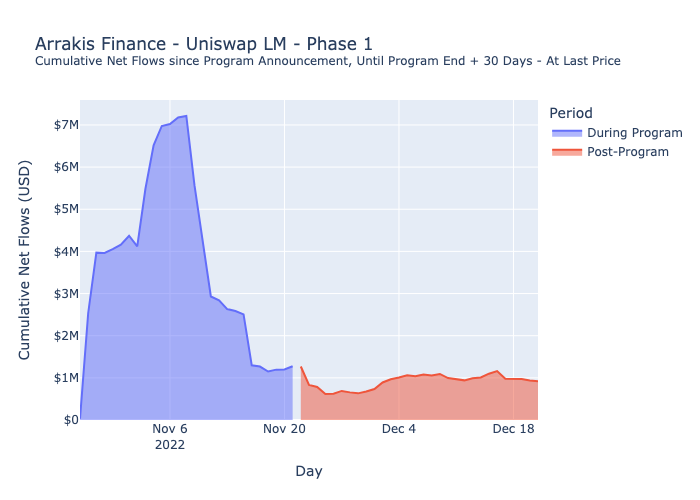 Arrakis Finance - Uniswap LM - Phase 1
Cumulative Net Flows since Program Announcement, Until Program End + 30 Days - At Last Price
Period
During Program
Post-Program
Cumulative Net Flows (USD)
$7M
$6M
$5M
$4M
$3M
$2M
$1M
$0
Nov 6
2022
Nov 20
Dec 4
Dec 18
Day